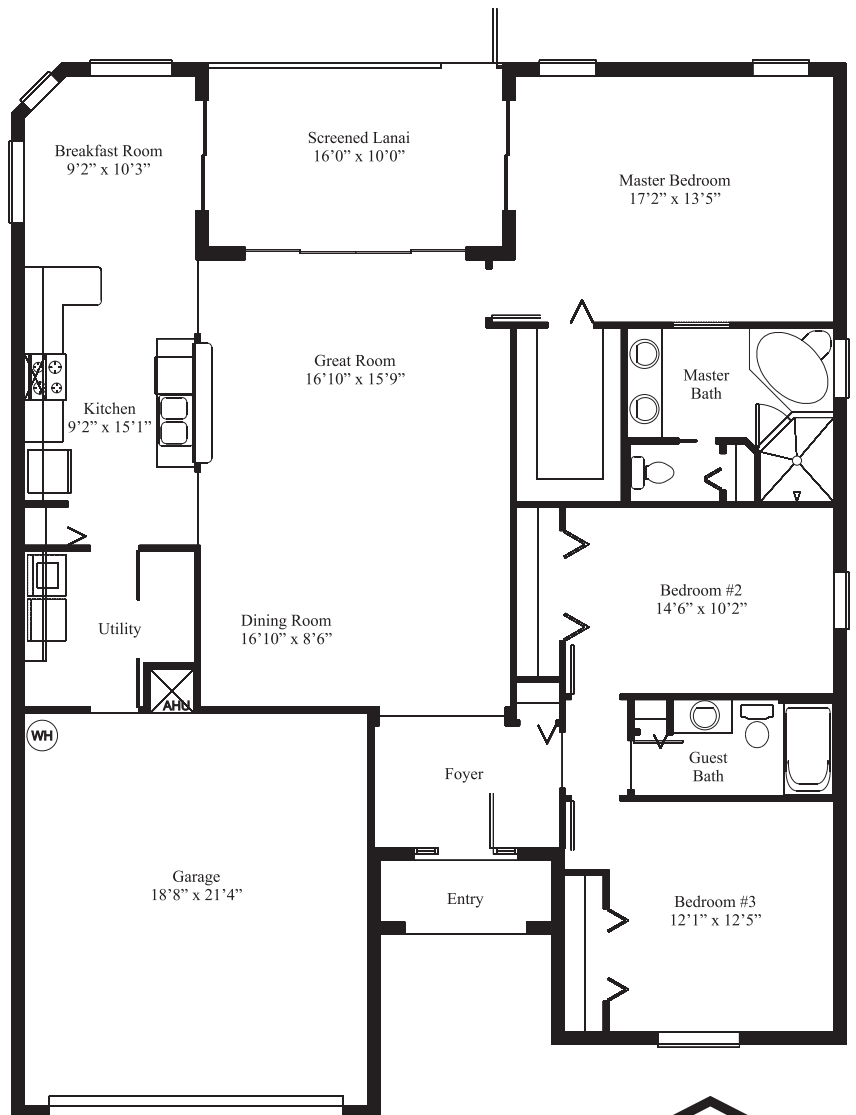 Breakfast Room
9’2” x 10’3”
Screened Lanai
16’0” x 10’0”
Master Bedroom
17’2” x 13’5”
Great Room
16’10” x 15’9”
Master
Bath
Kitchen
9’2” x 15’1”
Bedroom #2
14’6” x 10’2”
Utility
Dining Room
16’10” x 8’6”
AHU
WH
Foyer
Guest
Bath
Garage
18’8” x 21’4”
Entry
Bedroom #3
12’1” x 12’5”